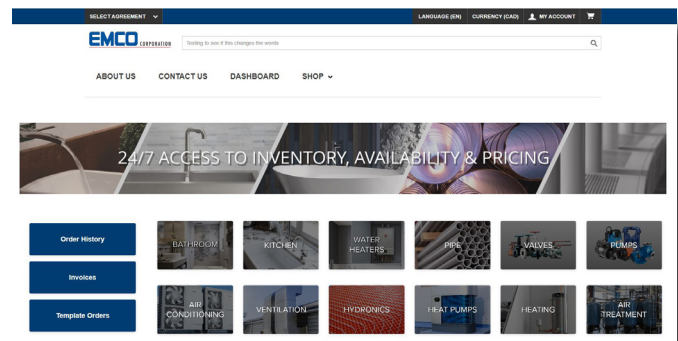 SELECT AGREEMENT
LANGUAGE (EN) CURRENCY (CAD) MY ACCOUNT
EMCO CORPORATION
Testing to see if this changes the words
ABOUT US CONTACT US DASHBOARD SHOP
24/7 ACCESS TO INVENTORY, AVAILABILITY & PRICING
Order History
Invoices
Template Orders
BATHROOM
KITCHEN
WATER
HEATERS
PIPE
VALVES
PUMPS
AIR
CONDITIONING
VENTILATION
HYDRONICS
HEAT PUMPS
HEATING
AIR
TREATMENT